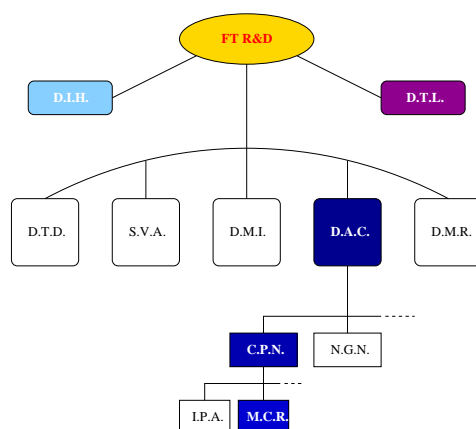 FT R&D
D.I.H.
D.T.L.
D.T.D.
S.V.A.
D.M.I.
D.A.C.
D.M.R.
C.P.N.
N.G.N.
I.P.A.
M.C.R.